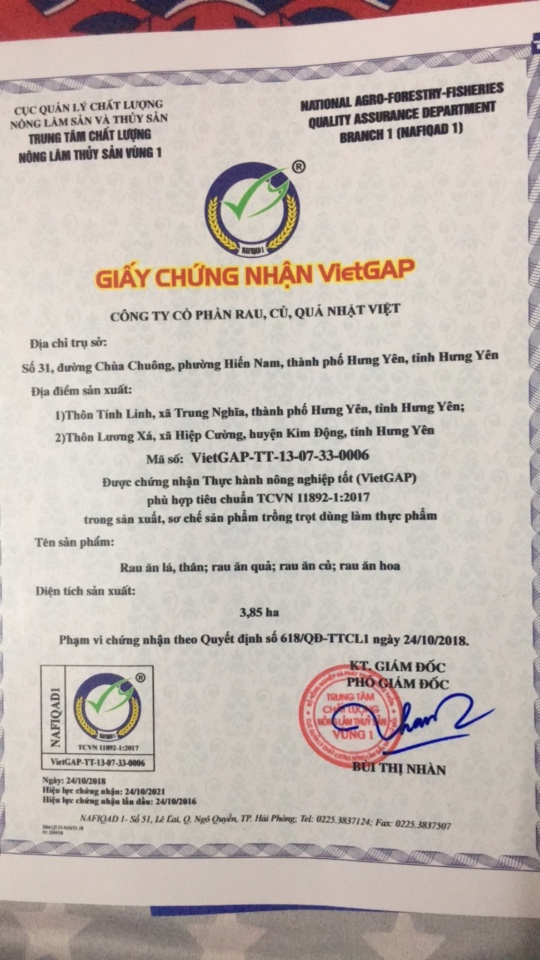 CỤC QUẢN LÝ CHẤT LƯỢNG
NÔNG LÂM SẢN VÀ THỦY SẢN
TRUNG TÂM CHẤT LƯỢNG
NÔNG LÂM THỦY SẢN VÙNG 1
NATIONAL AGRO-FORESTRY-FISHERIES
QUALITY ASSURANCE DEPARTMENT
BRANCH 1 (NAFIQAD 1)
®
NAFIQAD 1
GIẤY CHỨNG NHẬN VietGAP
CÔNG TY CỔ PHẦN RAU, CỦ, QUẢ NHẬT VIỆT
Địa chỉ trụ sở:
Số 31, đường Chùa Chuông, phường Hiến Nam, thành phố Hưng Yên, tỉnh Hưng Yên
Địa điểm sản xuất:
1)Thôn Tính Linh, xã Trung Nghĩa, thành phố Hưng Yên, tỉnh Hưng Yên;
2)Thôn Lương Xá, xã Hiệp Cường, huyện Kim Động, tỉnh Hưng Yên
Mã số: VietGAP-TT-13-07-33-0006
Được chứng nhận Thực hành nông nghiệp tốt (VietGAP)
phù hợp tiêu chuẩn TCVN 11892-1:2017
trong sản xuất, sơ chế sản phẩm trồng trọt dùng làm thực phẩm
Tên sản phẩm:
Rau ăn lá, thân; rau ăn quả; rau ăn củ; rau ăn hoa
Diện tích sản xuất:
3,85 ha
Phạm vi chứng nhận theo Quyết định số 618/QĐ-TTCL1 ngày 24/10/2018.
KT. GIÁM ĐỐC
PHÓ GIÁM ĐỐC
TRUNG TÂM
CHẤT LƯỢNG
NÔNG LÂM THỦY SẢN
VÙNG 1
BÙI THỊ NHÀN
NAFIQAD1
®
NAFIQAD 1
TCVN 11892-1:2017
VietGAP-TT-13-07-33-0006
Ngày: 24/10/2018
Hiệu lực chứng nhận: 24/10/2021
Hiệu lực chứng nhận lần đầu: 24/10/2016
NAFIQAD 1- Số 51, Lê Lai, Q. Ngô Quyền, TP. Hải Phòng; Tel: 0225.3837124; Fax: 0225.3837507